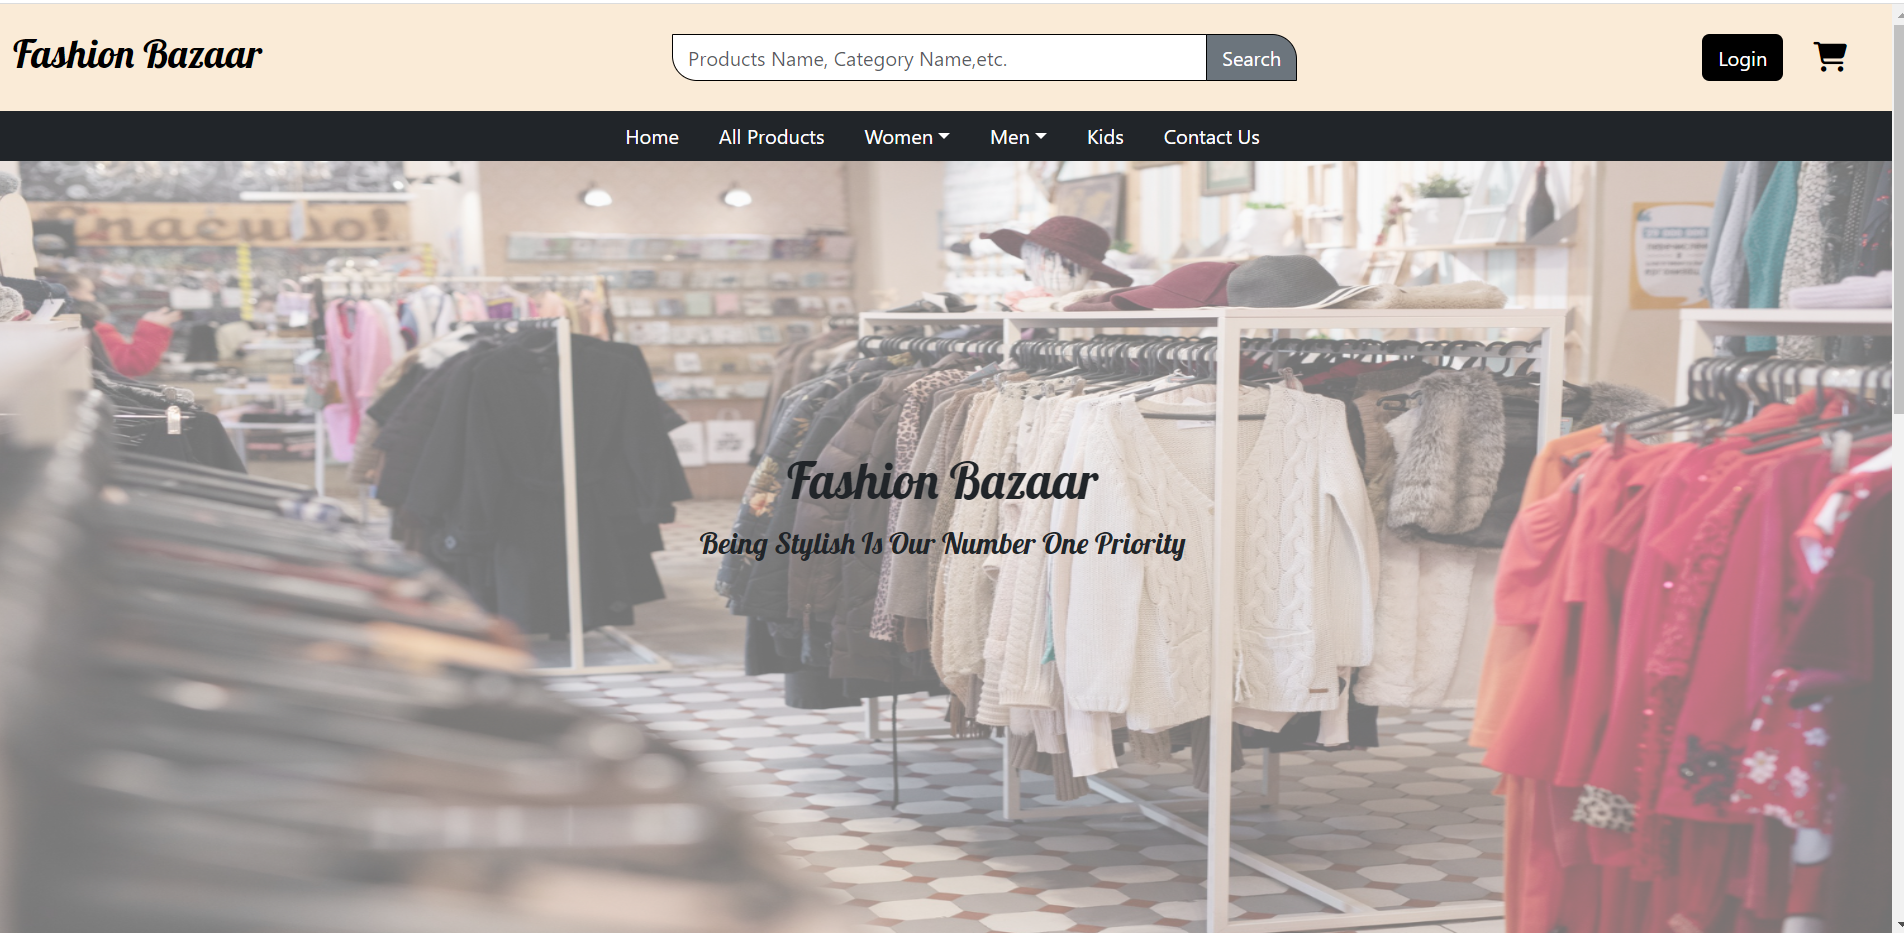 Fashion Bazaar
Products Name, Category Name,etc.
Search
Login
Home
All Products
Women
Men
Kids
Contact Us
Спасибо!
Fashion Bazaar
Being Stylish Is Our Number One Priority